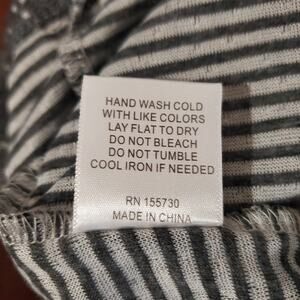 HAND WASH COLD
WITH LIKE COLORS
LAY FLAT TO DRY
DO NOT BLEACH
DO NOT TUMBLE
COOL IRON IF NEEDED
RN 155730
MADE IN CHINA